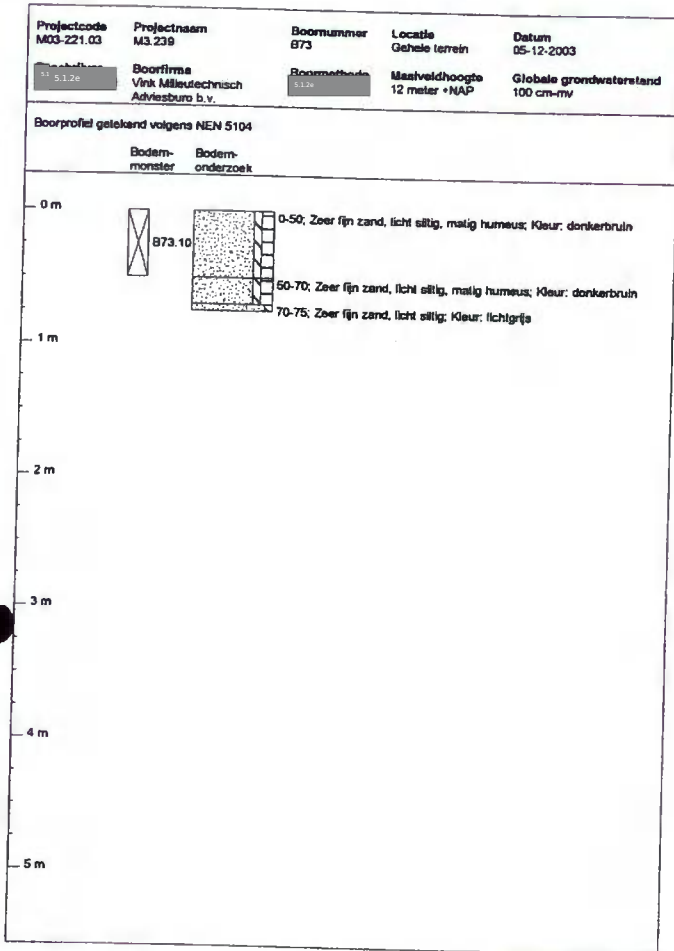 Projectcode Projectnaam Boornummer Locatie Datum
M03-221.03 M3.239 B73 Gehele terrein 05-12-2003
Boorfirma Boormethode Maaiveldhoogte Globale grondwaterstand
5.1 5.1.2e Vink Milieutechnisch 5.1.2e 12 meter +NAP 100 cm-mv
Adviesburo b.v.
Boorprofiel getekend volgens NEN 5104
Bodem- Bodem-
monster onderzoek
0 m
0-50; Zeer fijn zand, licht siltig, matig humeus; Kleur: donkerbruin
B73.10
50-70; Zeer fijn zand, licht siltig, matig humeus; Kleur: donkerbruin
70-75; Zeer fijn zand, licht siltig; Kleur: lichtgrijs
1 m
2 m
3 m
4 m
5 m